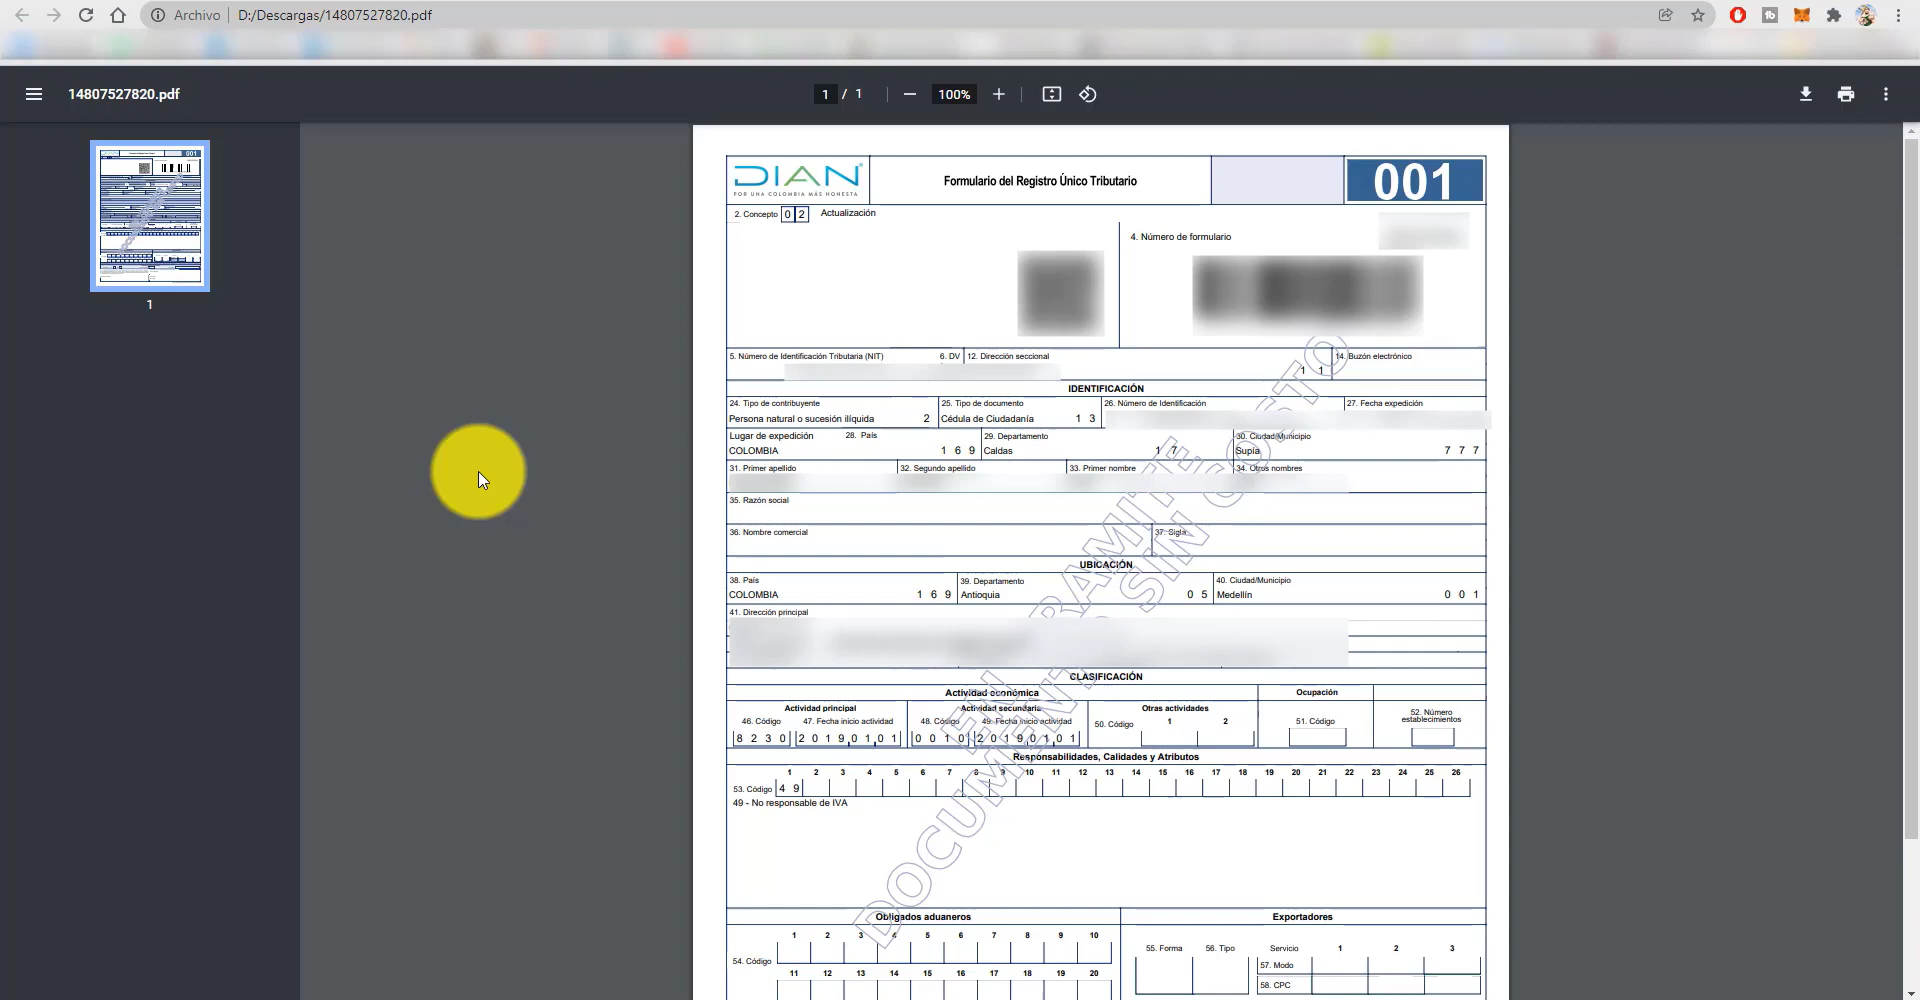 Archivo D:/Descargas/14807527820.pdf
14807527820.pdf 1 / 1 100%
1
DIAN
POR UNA COLOMBIA MÁS HONESTA
Formulario del Registro Único Tributario
001
2. Concepto 0 2 Actualización
4. Número de formulario
5. Número de Identificación Tributaria (NIT) 6. DV 12. Dirección seccional 14. Buzón electrónico
1 1
IDENTIFICACIÓN
24. Tipo de contribuyente 25. Tipo de documento 26. Número de Identificación 27. Fecha expedición
Persona natural o sucesión ilíquida 2 Cédula de Ciudadanía 1 3
Lugar de expedición 28. País 29. Departamento 30. Ciudad/Municipio
COLOMBIA 1 6 9 Caldas 1 7 Supía 7 7 7
31. Primer apellido 32. Segundo apellido 33. Primer nombre 34. Otros nombres
35. Razón social
36. Nombre comercial 37. Sigla
UBICACIÓN
38. País 39. Departamento 40. Ciudad/Municipio
COLOMBIA 1 6 9 Antioquia 0 5 Medellín 0 0 1
41. Dirección principal
CLASIFICACIÓN
Actividad económica Ocupación
Actividad principal Actividad secundaria Otras actividades 52. Número establecimientos
46. Código 47. Fecha inicio actividad 48. Código 49. Fecha inicio actividad 50. Código 1 2 51. Código
8 2 3 0 2 0 1 9 0 1 0 1 0 0 1 0 2 0 1 9 0 1 0 1
Responsabilidades, Calidades y Atributos
1 2 3 4 5 6 7 8 9 10 11 12 13 14 15 16 17 18 19 20 21 22 23 24 25 26
53. Código 4 9
49 - No responsable de IVA
Obligados aduaneros Exportadores
1 2 3 4 5 6 7 8 9 10
55. Forma 56. Tipo Servicio 1 2 3
54. Código
57. Modo
11 12 13 14 15 16 17 18 19 20
58. CPC
EN TRAMITE
DOCUMENTO SIN COSTO